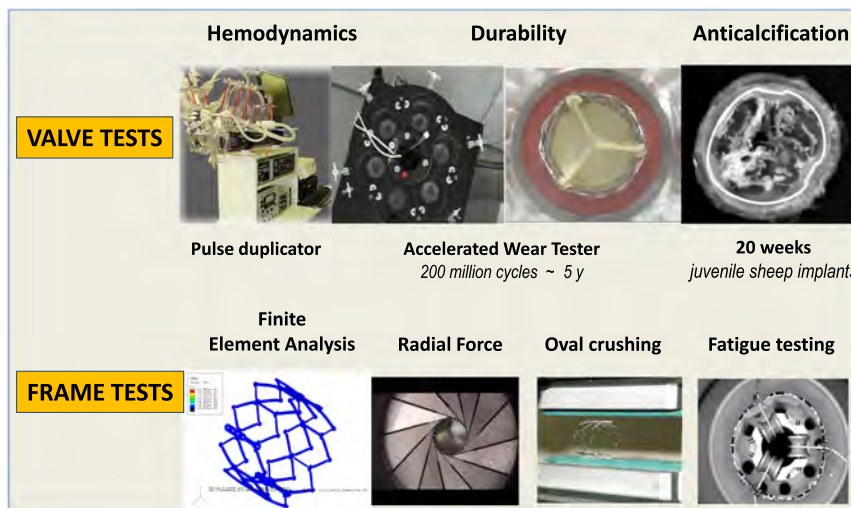 Hemodynamics
Durability
Anticalcification
VALVE TESTS
Pulse duplicator
Accelerated Wear Tester
200 million cycles ~ 5 y
20 weeks
juvenile sheep implants
Finite
Element Analysis
Radial Force
Oval crushing
Fatigue testing
FRAME TESTS